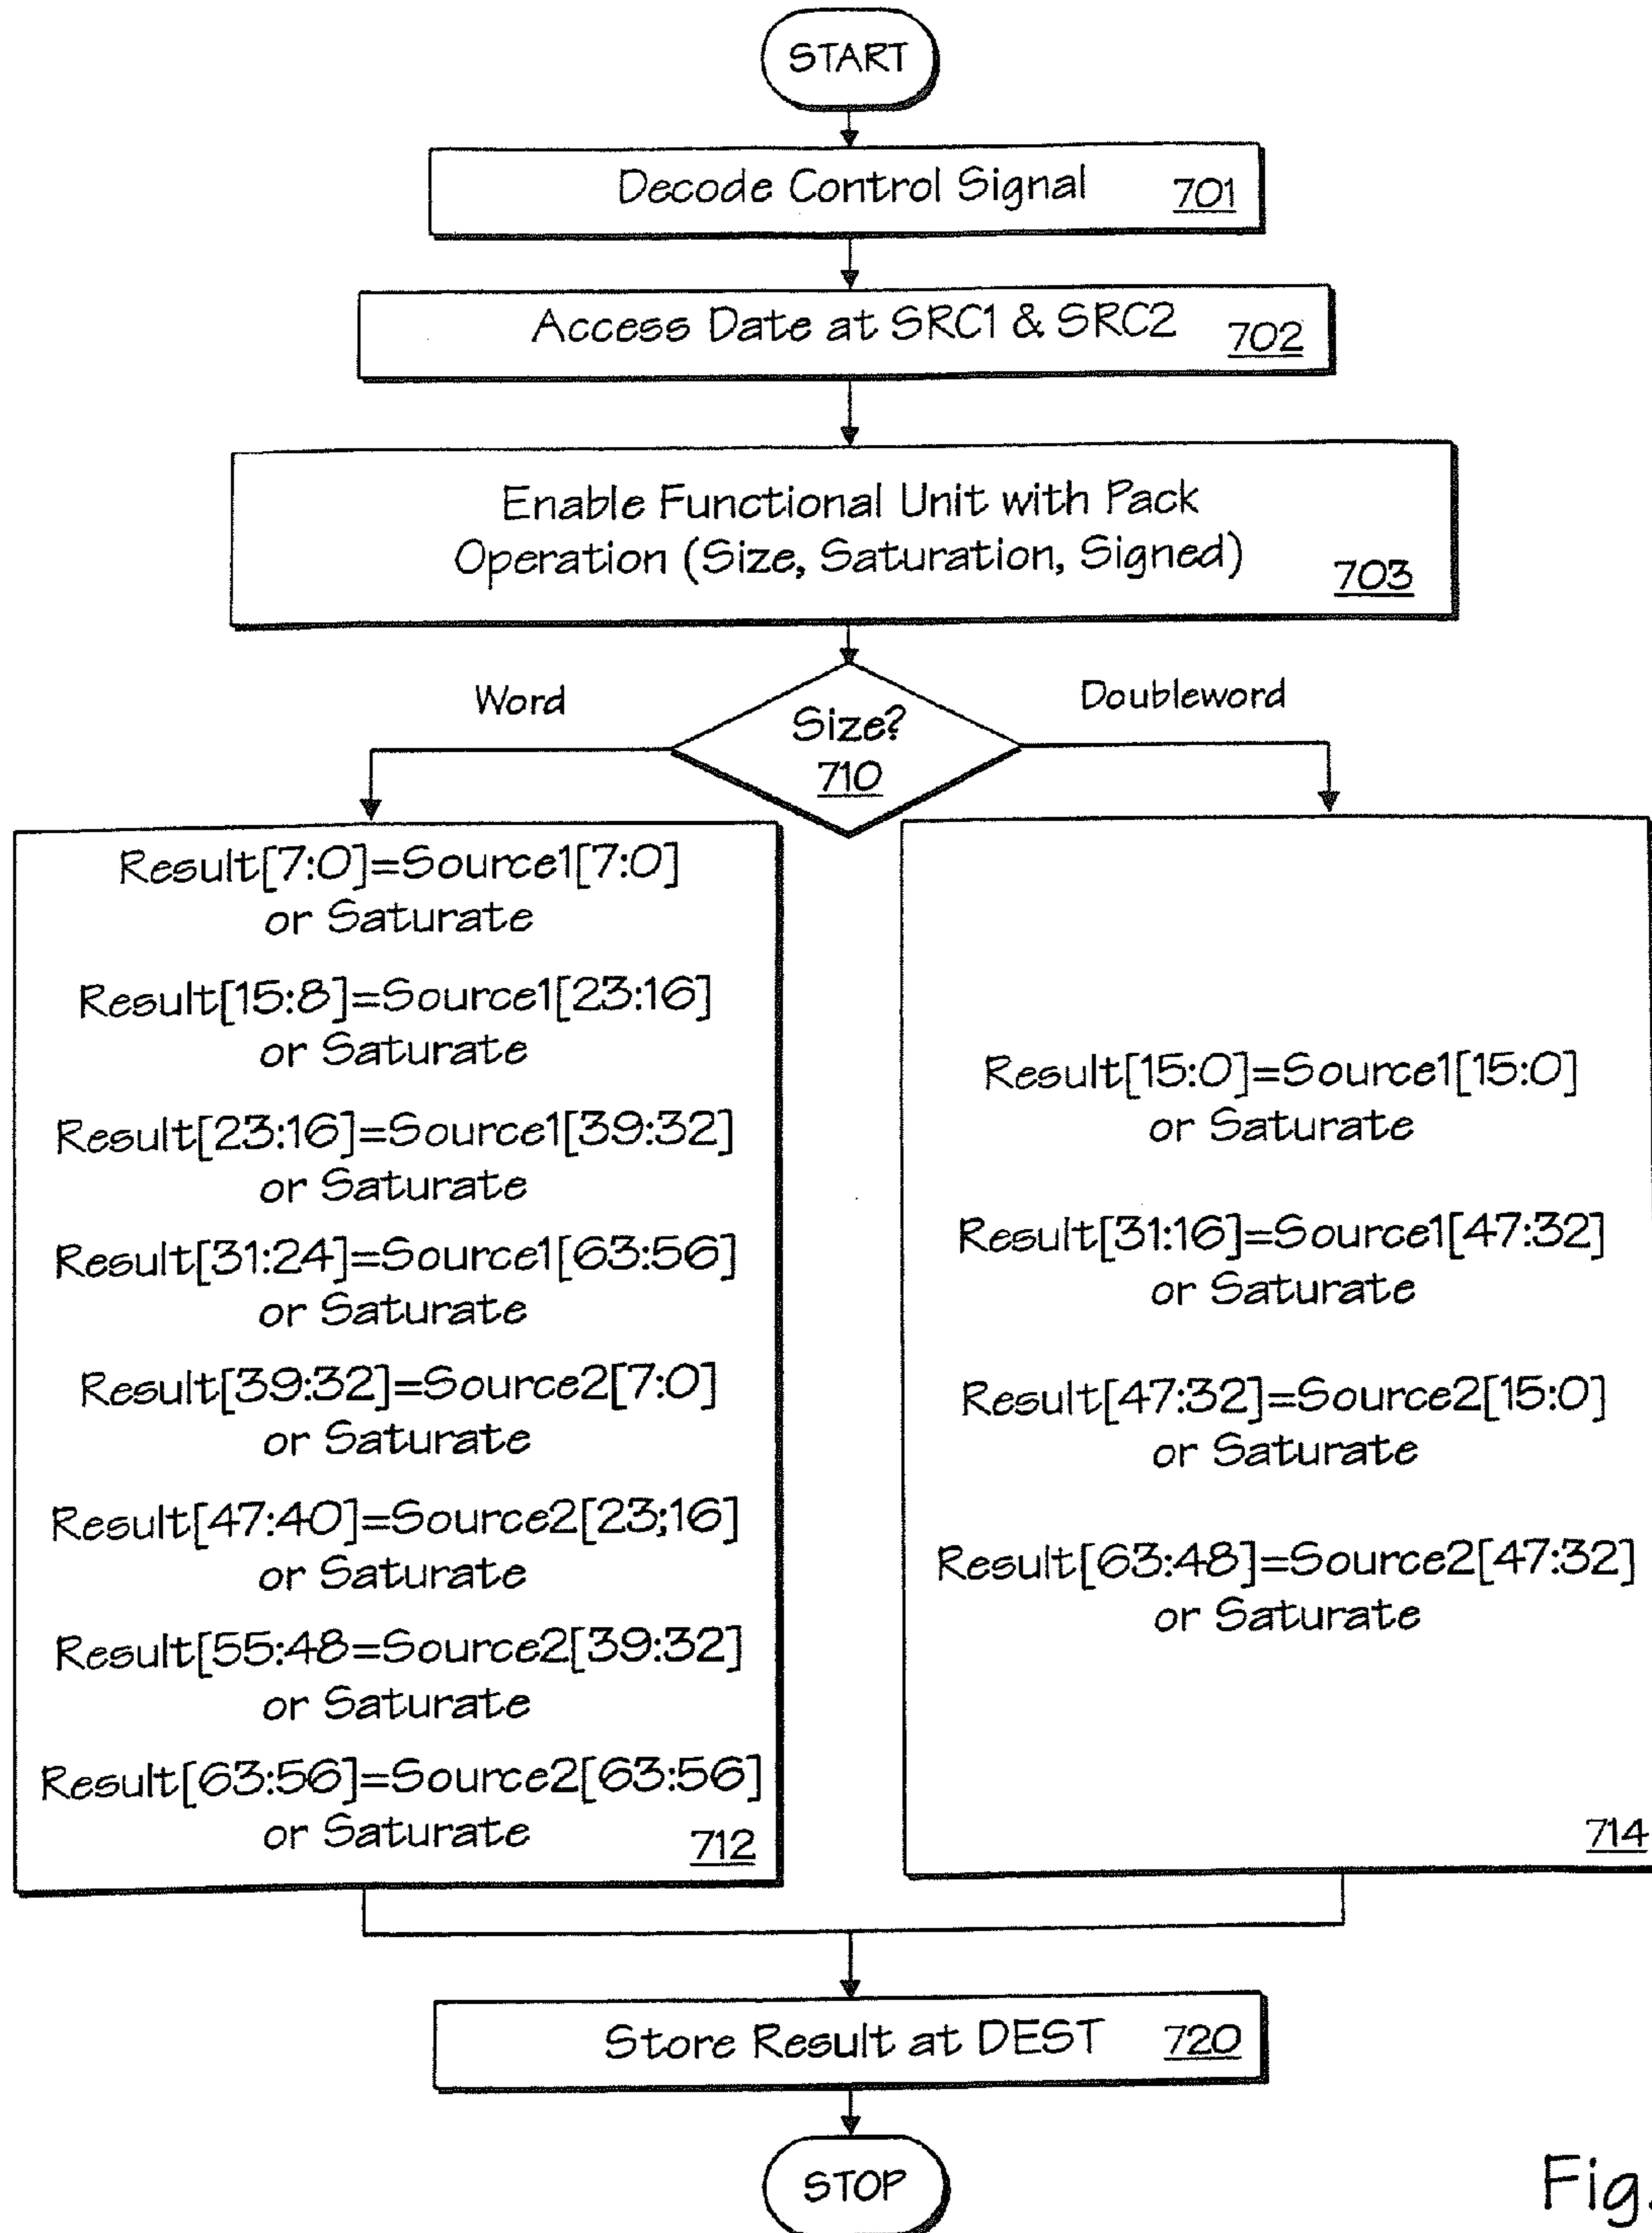 START
Decode Control Signal 701
Access Date at SRC1 & SRC2 702
Enable Functional Unit with Pack
Operation (Size, Saturation, Signed) 703
Word
Size?
710
Doubleword
Result[7:0]=Source1[7:0]
or Saturate
Result[15:8]=Source1[23:16]
or Saturate
Result[23:16]=Source1[39:32]
or Saturate
Result[31:24]=Source1[63:56]
or Saturate
Result[39:32]=Source2[7:0]
or Saturate
Result[47:40]=Source2[23;16]
or Saturate
Result[55:48=Source2[39:32]
or Saturate
Result[63:56]=Source2[63:56]
or Saturate
712
Result[15:0]=Source1[15:0]
or Saturate
Result[31:16]=Source1[47:32]
or Saturate
Result[47:32]=Source2[15:0]
or Saturate
Result[63:48]=Source2[47:32]
or Saturate
714
Store Result at DEST 720
STOP
Fig.